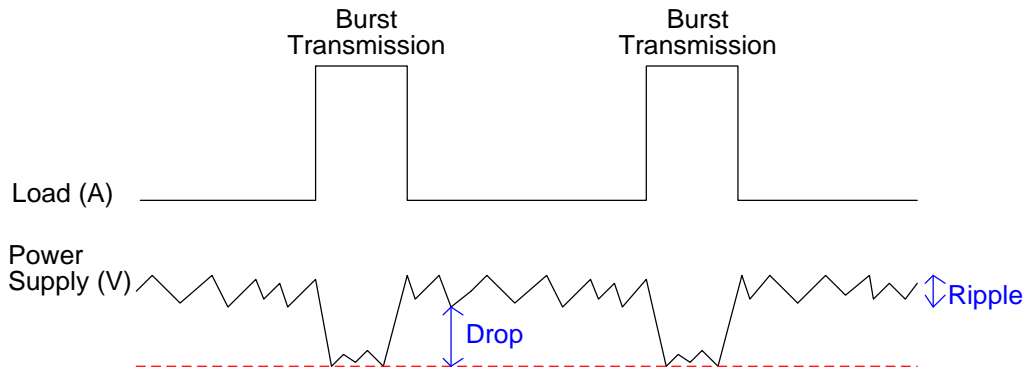 Burst
Transmission
Burst
Transmission
Load (A)
Power
Supply (V)
Ripple
Drop